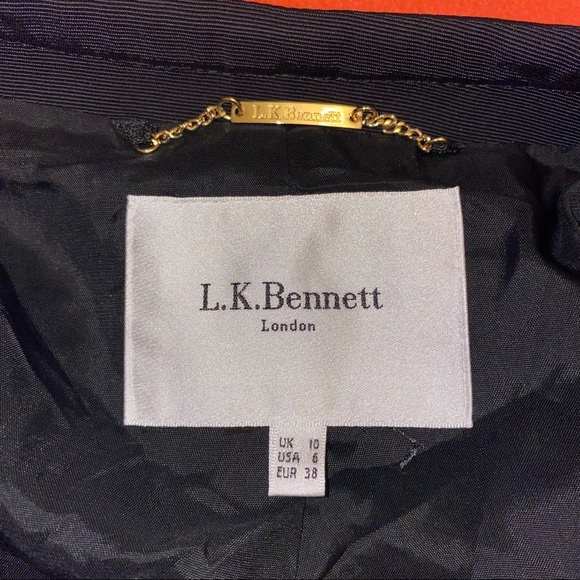 L.K.Bennett
L.K.Bennett
London
UK 10
USA 6
EUR 38